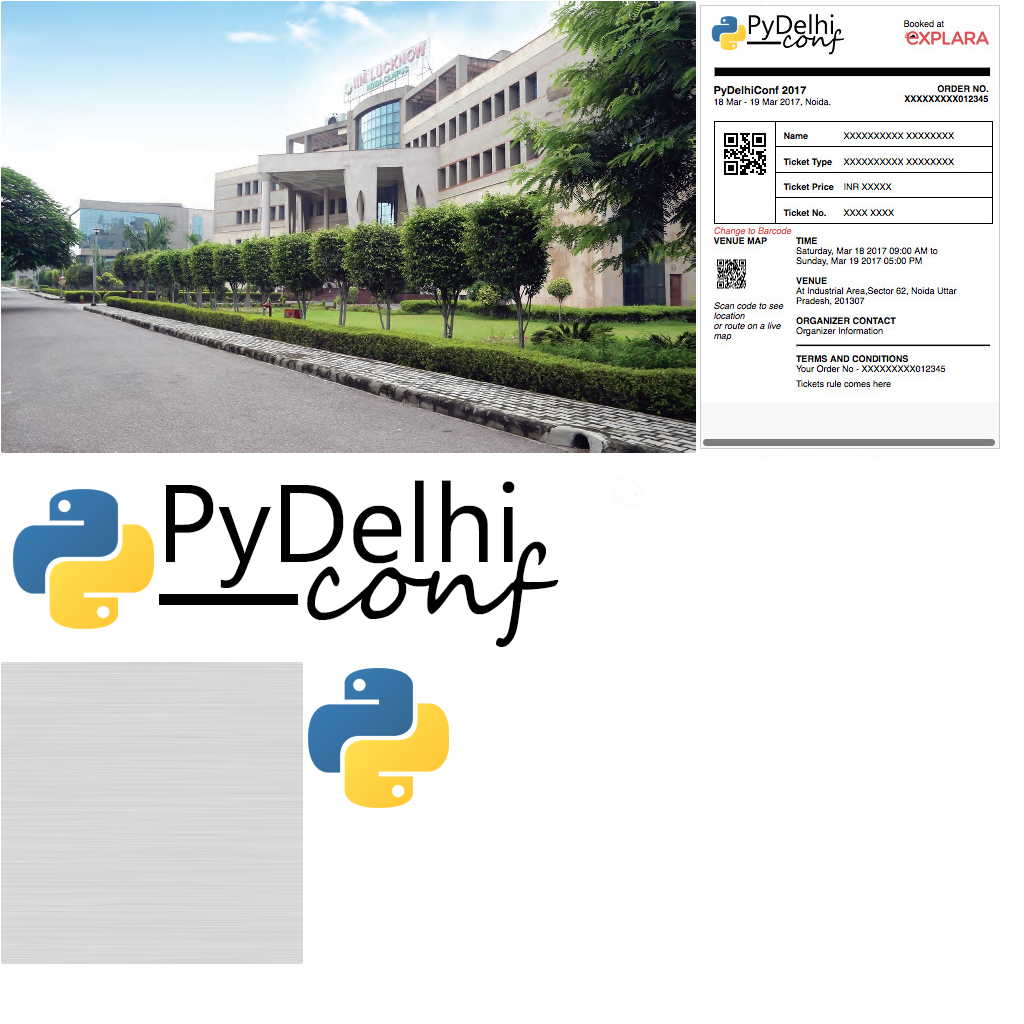 IIM LUCKNOW
NOIDA CAMPUS
PyDelhi
conf
Booked at
eXPLARA
PyDelhiConf 2017
18 Mar - 19 Mar 2017, Noida.
ORDER NO.
XXXXXXXXX012345
Name XXXXXXXXXX XXXXXXXX
Ticket Type XXXXXXXXXX XXXXXXXX
Ticket Price INR XXXXX
Ticket No. XXXX XXXX
Change to Barcode
VENUE MAP
Scan code to see
location
or route on a live
map
TIME
Saturday, Mar 18 2017 09:00 AM to
Sunday, Mar 19 2017 05:00 PM
VENUE
At Industrial Area,Sector 62, Noida Uttar
Pradesh, 201307
ORGANIZER CONTACT
Organizer Information
TERMS AND CONDITIONS
Your Order No - XXXXXXXXX012345
Tickets rule comes here
PyDelhi
conf